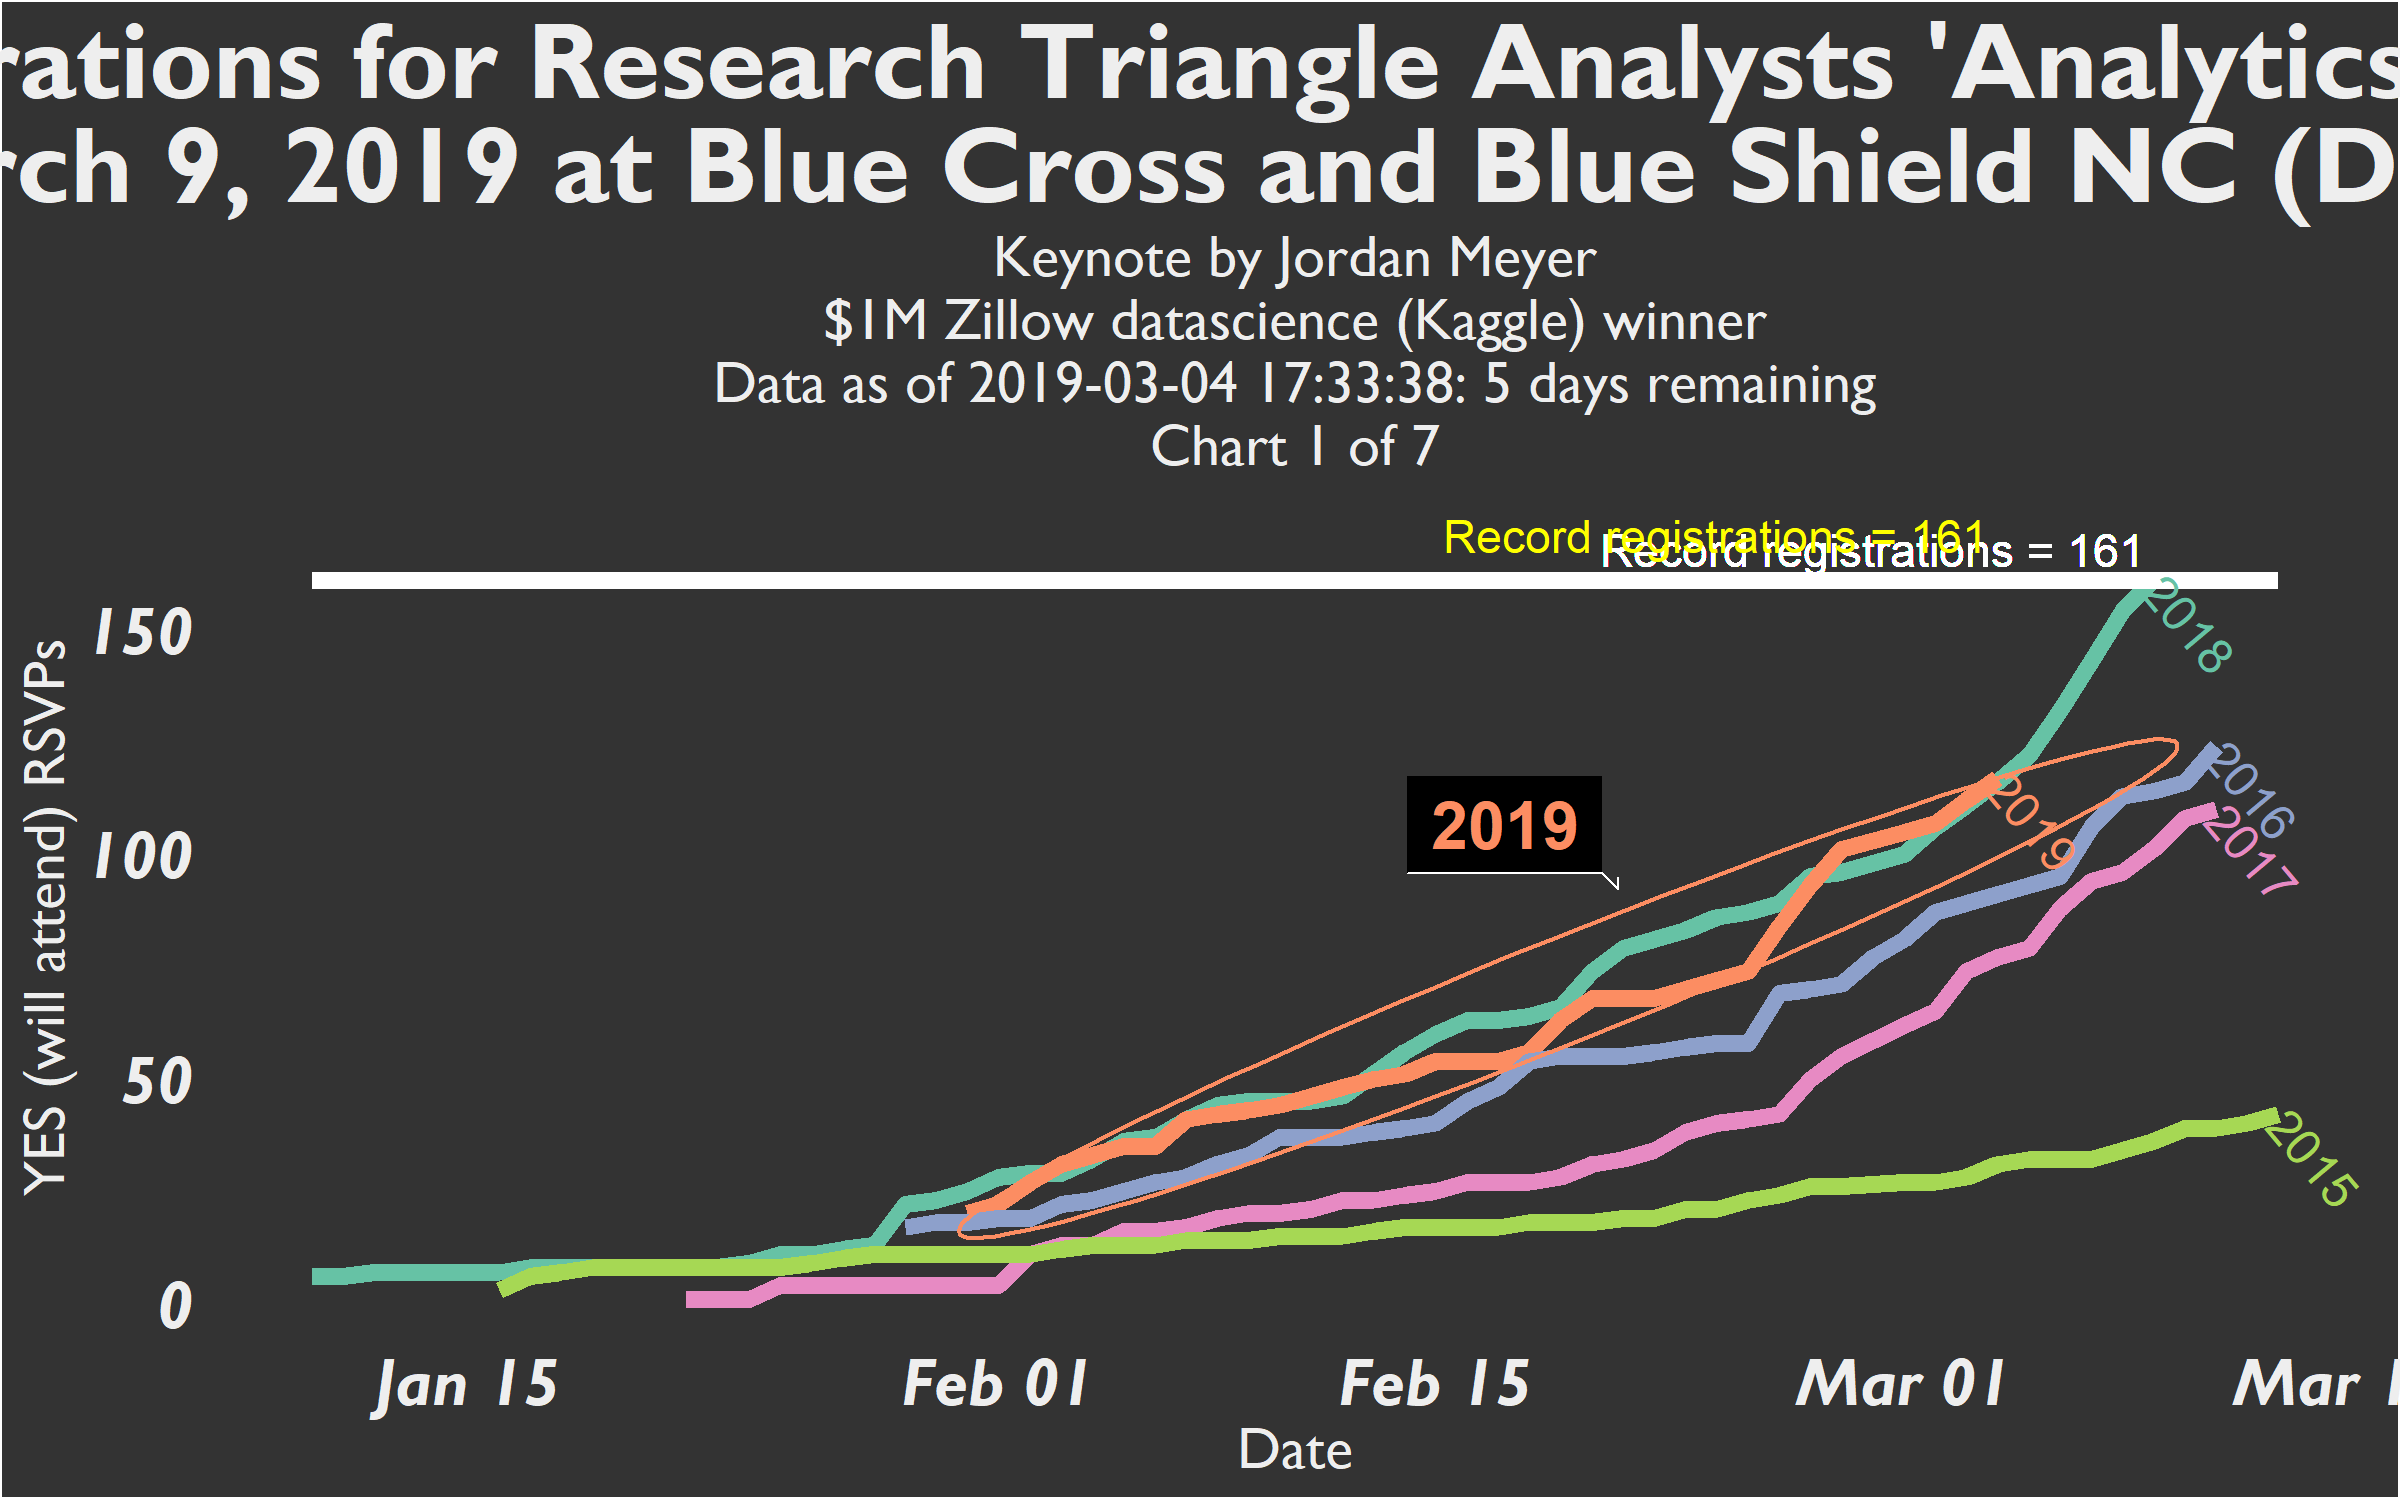 rations for Research Triangle Analysts 'Analytics
rch 9, 2019 at Blue Cross and Blue Shield NC (D
Keynote by Jordan Meyer
$1M Zillow datascience (Kaggle) winner
Data as of 2019-03-04 17:33:38: 5 days remaining
Chart 1 of 7
Record registrations = 161
Record registrations = 161
2018
2016
2019
2019
2017
2015
YES (will attend) RSVPs
150
100
50
0
Jan 15
Feb 01
Feb 15
Mar 01
Mar 1
Date